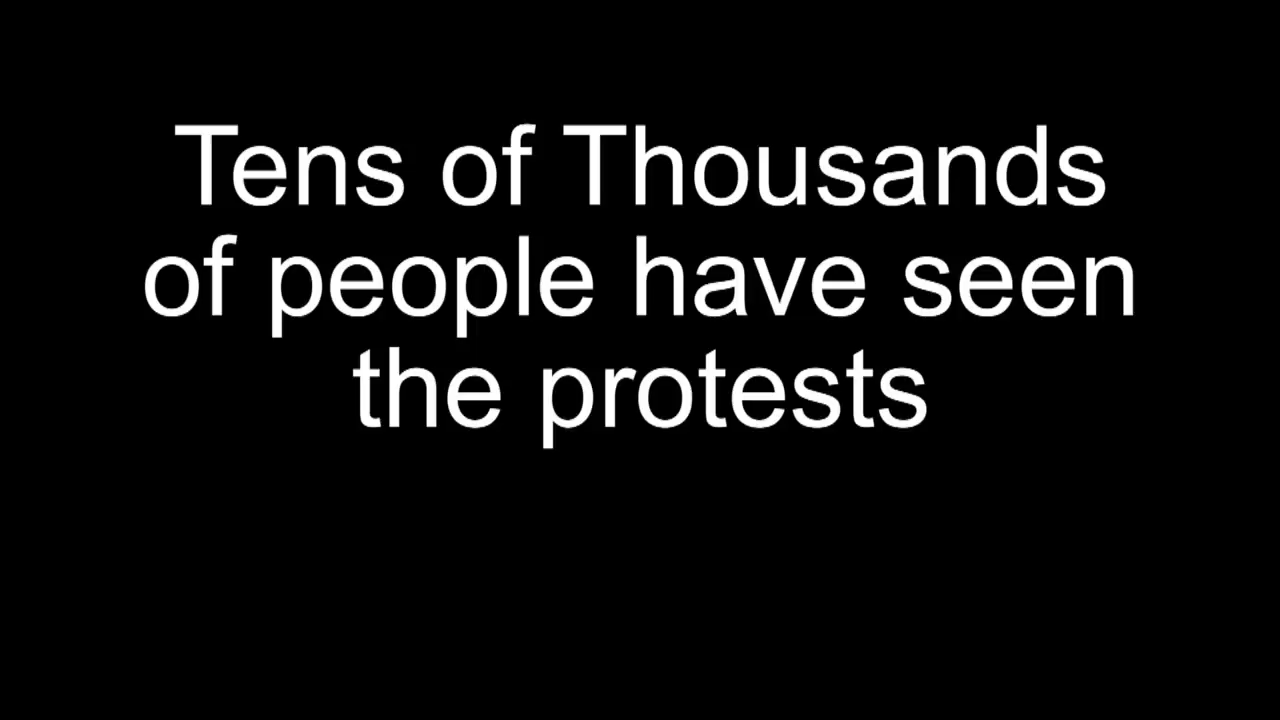 Tens of Thousands
of people have seen
the protests